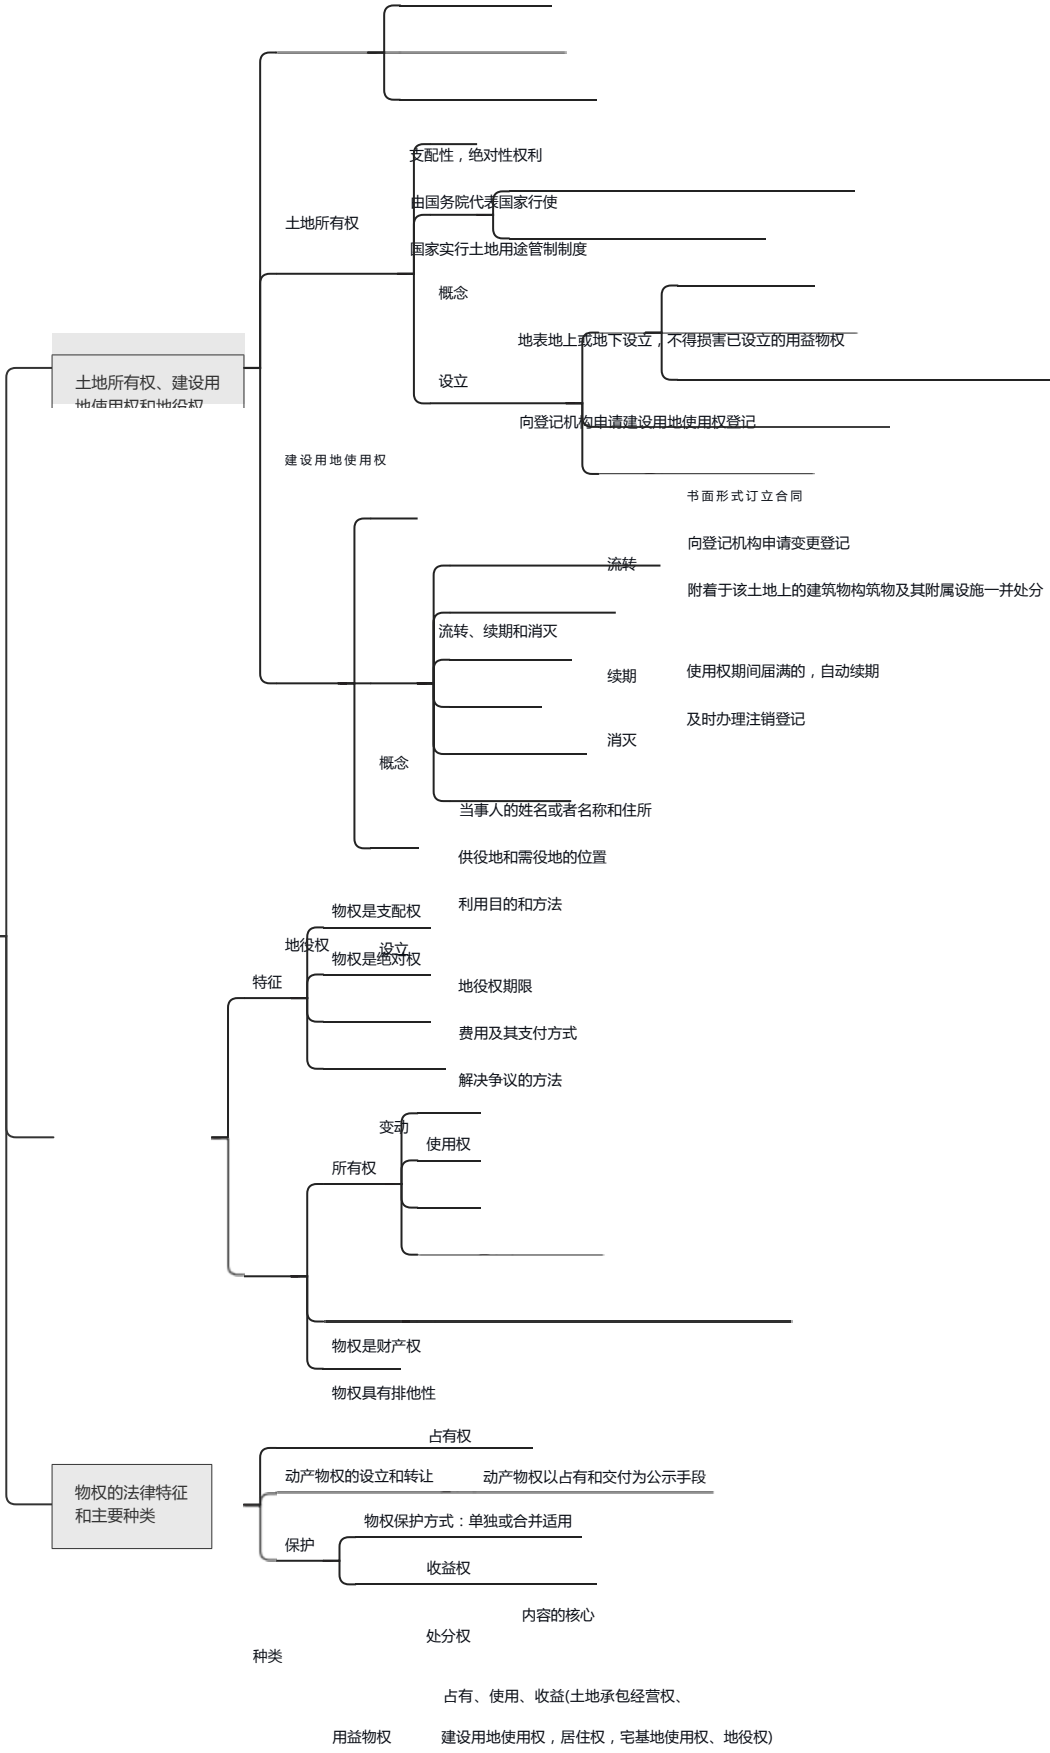 支配性，绝对性权利
由国务院代表国家行使
土地所有权
国家实行土地用途管制制度
概念
地表地上或地下设立，不得损害已设立的用益物权
设立
土地所有权、建设用
地使用权和地役权
向登记机构申请建设用地使用权登记
建设用地使用权
书面形式订立合同
向登记机构申请变更登记
流转
附着于该土地上的建筑物构筑物及其附属设施一并处分
流转、续期和消灭
续期
使用权期间届满的，自动续期
及时办理注销登记
消灭
概念
当事人的姓名或者名称和住所
供役地和需役地的位置
利用目的和方法
物权是支配权
地役权
设立
物权是绝对权
特征
地役权期限
费用及其支付方式
解决争议的方法
变动
使用权
所有权
物权是财产权
物权具有排他性
占有权
动产物权的设立和转让
动产物权以占有和交付为公示手段
物权的法律特征
和主要种类
物权保护方式：单独或合并适用
保护
收益权
内容的核心
处分权
种类
占有、使用、收益(土地承包经营权、
用益物权
建设用地使用权，居住权，宅基地使用权、地役权)